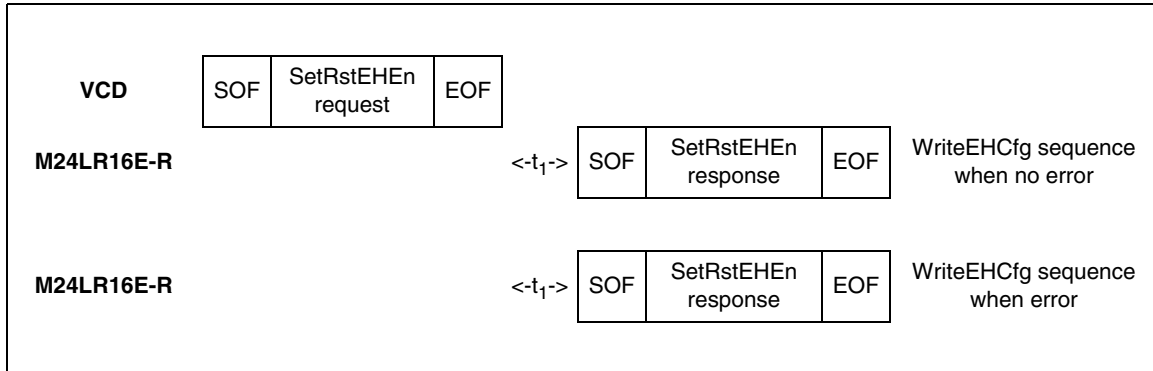 VCD SOF SetRstEHEn request EOF
M24LR16E-R <-t1-> SOF SetRstEHEn response EOF WriteEHCfg sequence when no error
M24LR16E-R <-t1-> SOF SetRstEHEn response EOF WriteEHCfg sequence when error